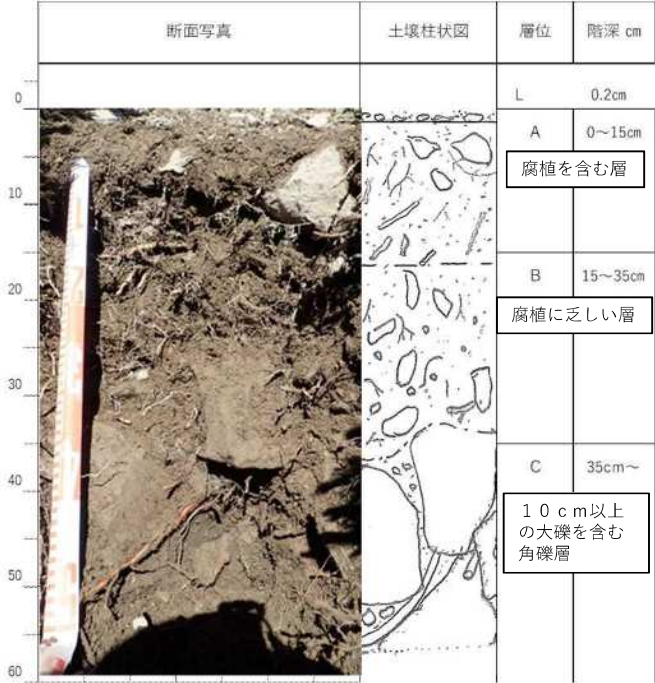 断面写真 土壌柱状図 層位 階深 cm
0
L 0.2cm
A 0～15cm
腐植を含む層
10
B 15～35cm
20
腐植に乏しい層
30
C 35cm～
40
１０ｃｍ以上
の大礫を含む
角礫層
50
60